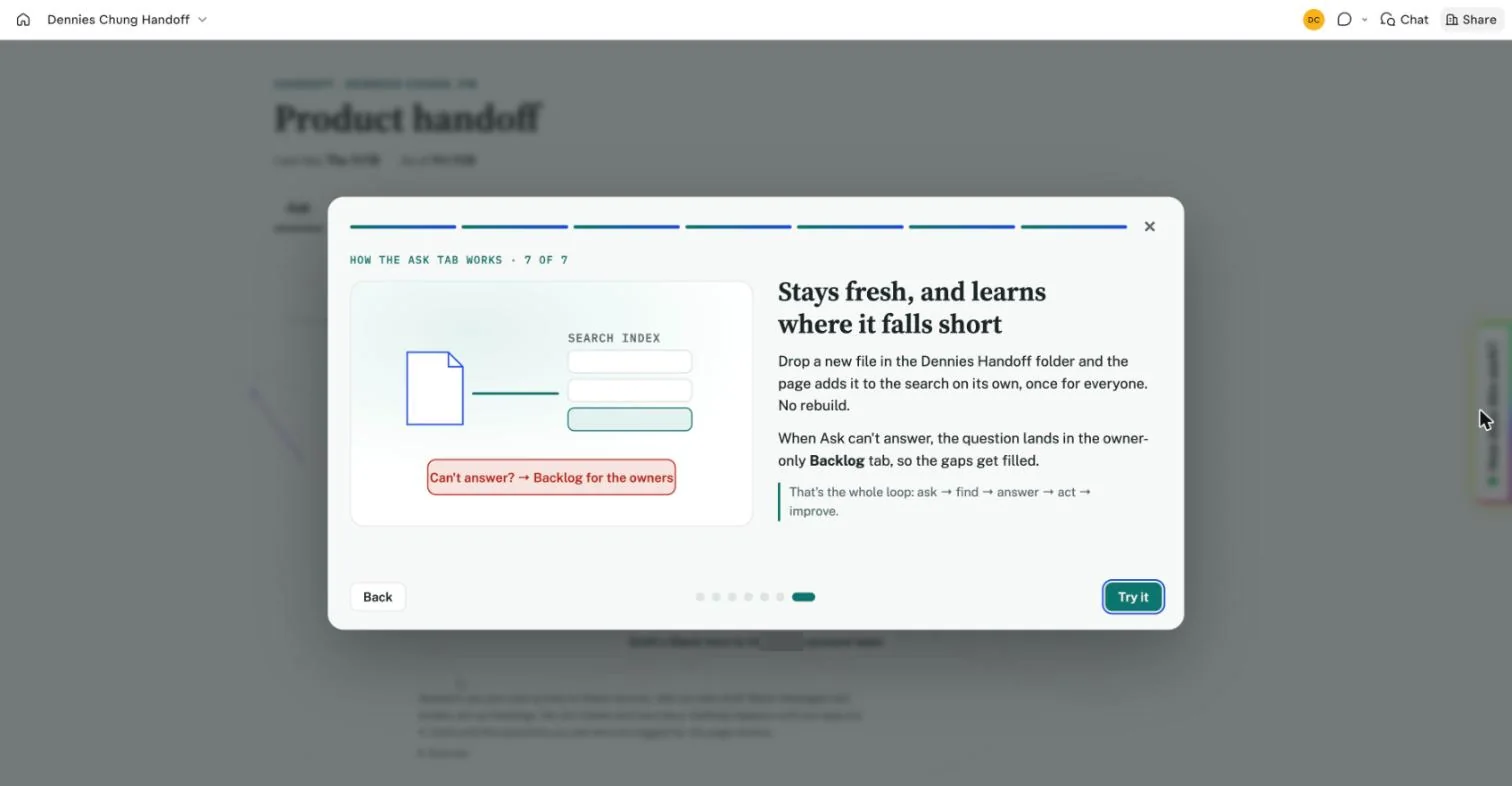 Dennies Chung Handoff
DC
Chat
Share
Product handoff
Ask
HOW THE ASK TAB WORKS · 7 OF 7
SEARCH INDEX
Can't answer? → Backlog for the owners
Stays fresh, and learns
where it falls short
Drop a new file in the Dennies Handoff folder and the
page adds it to the search on its own, once for everyone.
No rebuild.
When Ask can't answer, the question lands in the owner-
only Backlog tab, so the gaps get filled.
That's the whole loop: ask → find → answer → act →
improve.
Back
Try it